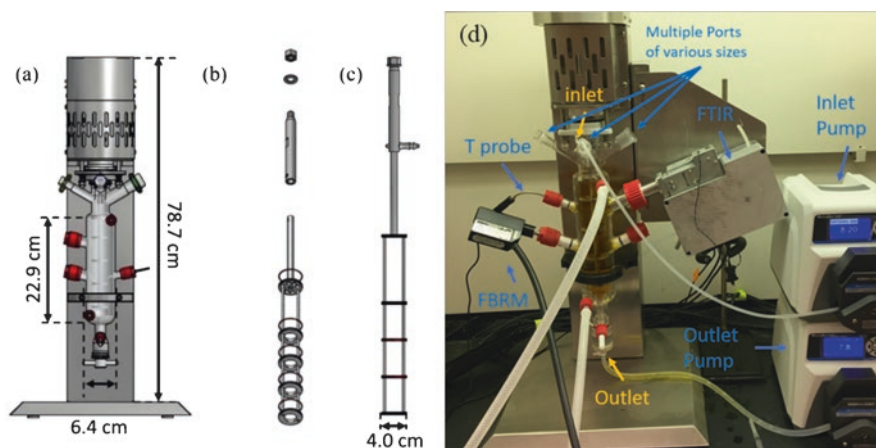 (a)
78.7 cm
22.9 cm
6.4 cm
(b)
(c)
4.0 cm
(d)
Multiple Ports
of various sizes
inlet
FTIR
Inlet
Pump
T probe
FBRM
Outlet
Pump
Outlet